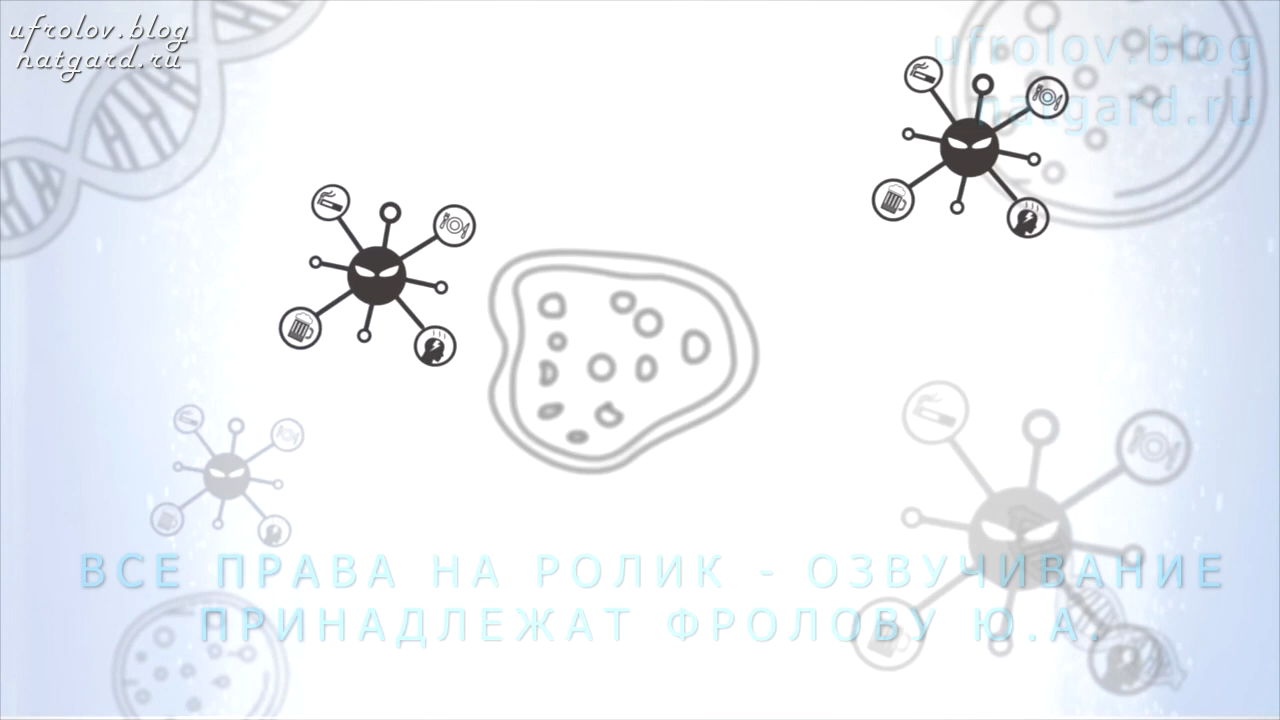 ufrolov.blog
natgard.ru
ufrolov.blog
natgard.ru
ВСЕ ПРАВА НА РОЛИК - ОЗВУЧИВАНИЕ
ПРИНАДЛЕЖАТ ФРОЛОВУ Ю.А.